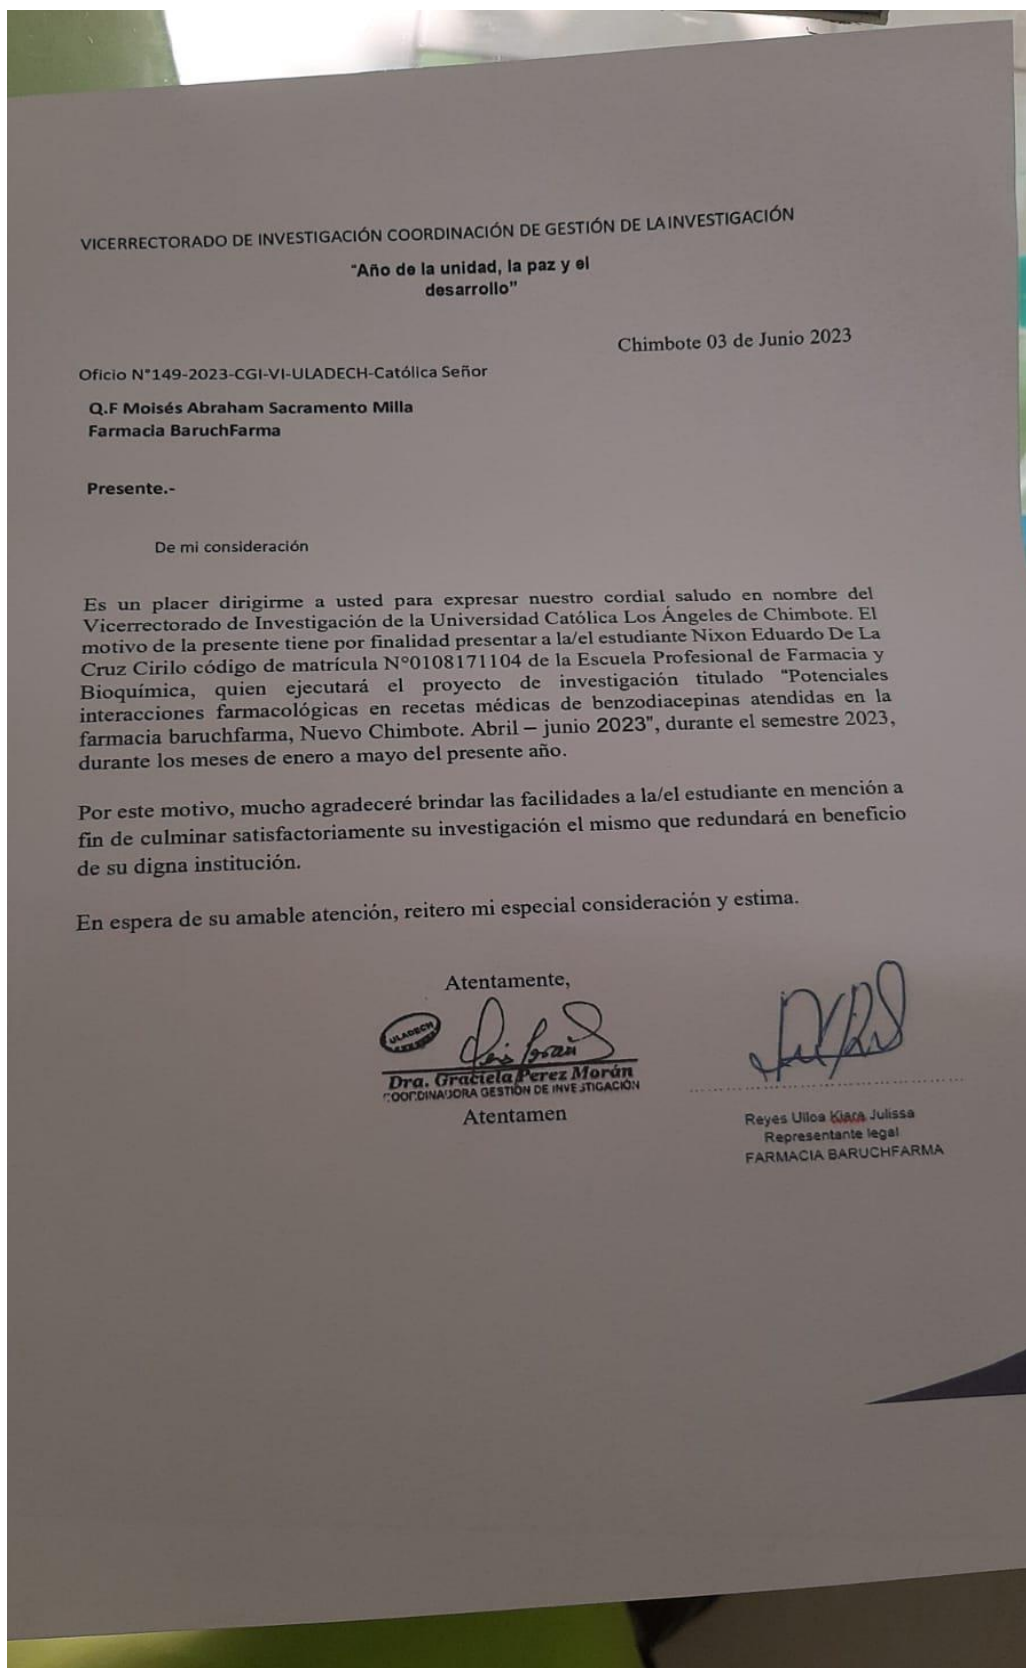 VICERRECTORADO DE INVESTIGACIÓN COORDINACIÓN DE GESTIÓN DE LA INVESTIGACIÓN
"Año de la unidad, la paz y el
desarrollo"
Chimbote 03 de Junio 2023
Oficio N°149-2023-CGI-VI-ULADECH-Católica Señor
Q.F Moisés Abraham Sacramento Milla
Farmacia BaruchFarma
Presente.-
De mi consideración
Es un placer dirigirme a usted para expresar nuestro cordial saludo en nombre del
Vicerrectorado de Investigación de la Universidad Católica Los Ángeles de Chimbote. El
motivo de la presente tiene por finalidad presentar a la/el estudiante Nixon Eduardo De La
Cruz Cirilo código de matrícula N°0108171104 de la Escuela Profesional de Farmacia y
Bioquímica, quien ejecutará el proyecto de investigación titulado "Potenciales
interacciones farmacológicas en recetas médicas de benzodiacepinas atendidas en la
farmacia baruchfarma, Nuevo Chimbote. Abril – junio 2023", durante el semestre 2023,
durante los meses de enero a mayo del presente año.
Por este motivo, mucho agradeceré brindar las facilidades a la/el estudiante en mención a
fin de culminar satisfactoriamente su investigación el mismo que redundará en beneficio
de su digna institución.
En espera de su amable atención, reitero mi especial consideración y estima.
Atentamente,
ULADECH
Dra. Graciela Perez Morán
COORDINADORA GESTIÓN DE INVESTIGACIÓN
Atentamen
Reyes Ulloa Kiara Julissa
Representante legal
FARMACIA BARUCHFARMA